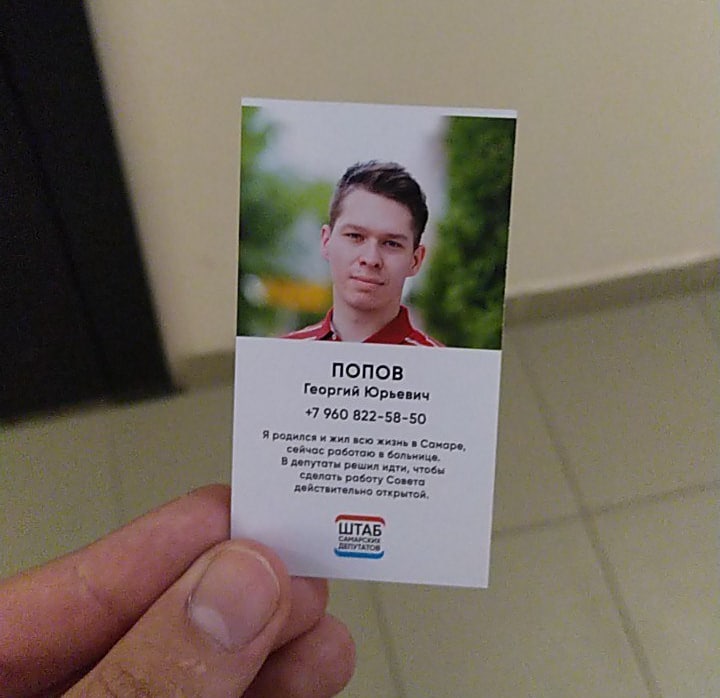 ПОПОВ
Георгий Юрьевич
+7 960 822-58-50
Я родился и жил всю жизнь в Самаре,
сейчас работаю в больнице.
В депутаты решил идти, чтобы
сделать работу Совета
действительно открытой.
ШТАБ
САМАРСКИХ
ДЕПУТАТОВ